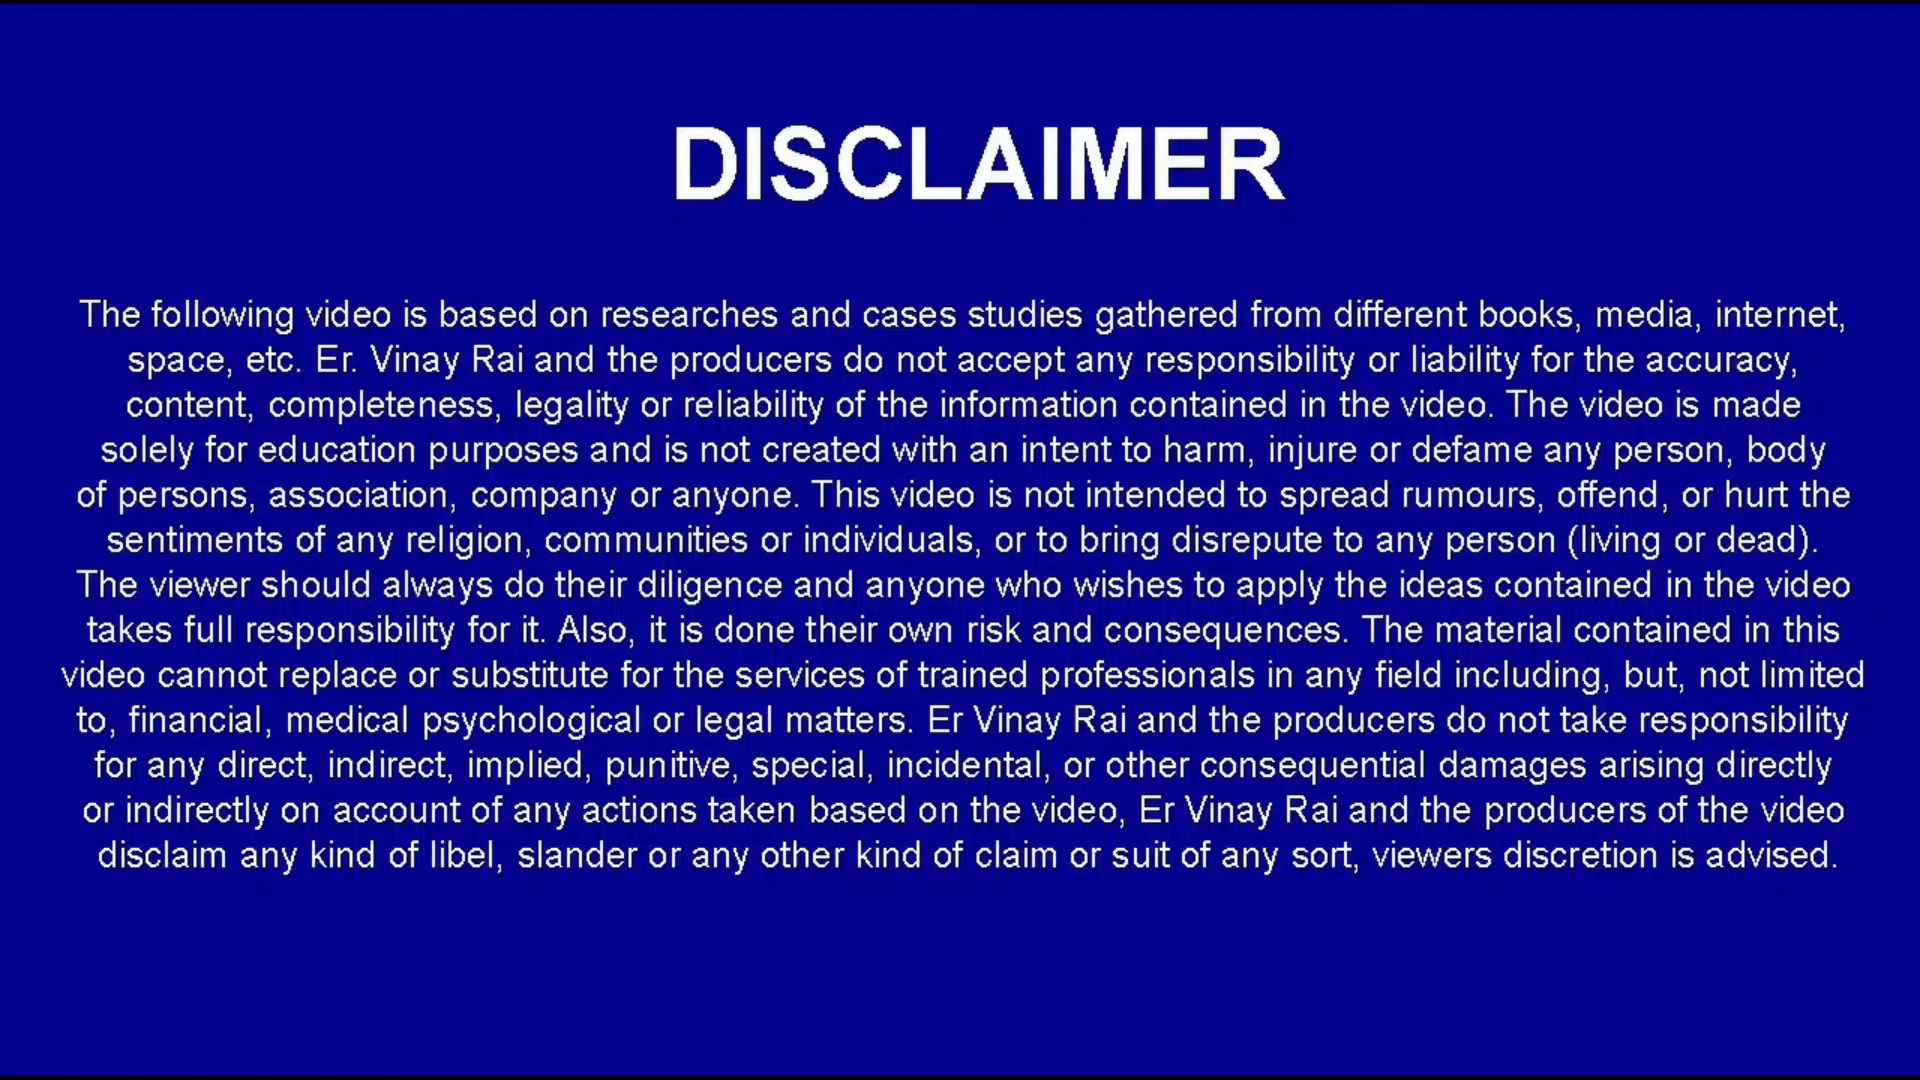 DISCLAIMER
The following video is based on researches and cases studies gathered from different books, media, internet,
space, etc. Er. Vinay Rai and the producers do not accept any responsibility or liability for the accuracy,
content, completeness, legality or reliability of the information contained in the video. The video is made
solely for education purposes and is not created with an intent to harm, injure or defame any person, body
of persons, association, company or anyone. This video is not intended to spread rumours, offend, or hurt the
sentiments of any religion, communities or individuals, or to bring disrepute to any person (living or dead).
The viewer should always do their diligence and anyone who wishes to apply the ideas contained in the video
takes full responsibility for it. Also, it is done their own risk and consequences. The material contained in this
video cannot replace or substitute for the services of trained professionals in any field including, but, not limited
to, financial, medical psychological or legal matters. Er Vinay Rai and the producers do not take responsibility
for any direct, indirect, implied, punitive, special, incidental, or other consequential damages arising directly
or indirectly on account of any actions taken based on the video, Er Vinay Rai and the producers of the video
disclaim any kind of libel, slander or any other kind of claim or suit of any sort, viewers discretion is advised.